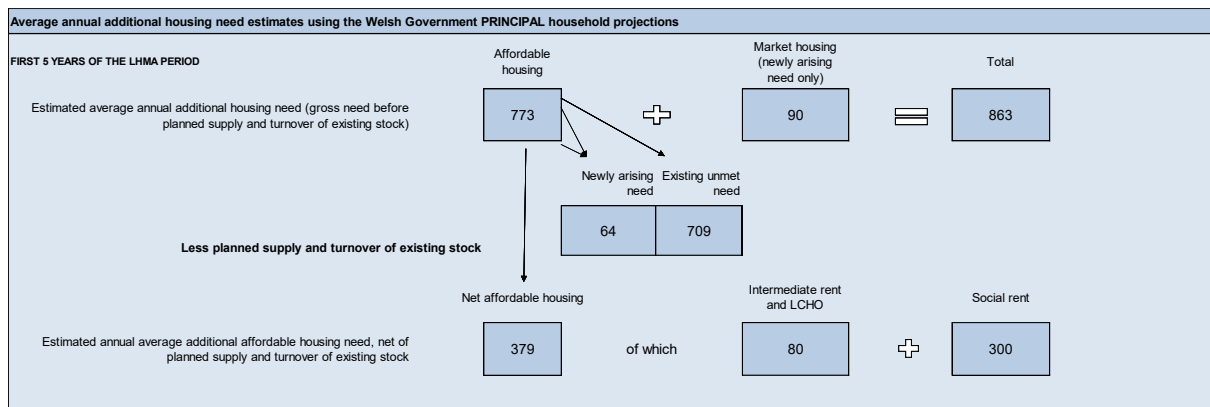 Average annual additional housing need estimates using the Welsh Government PRINCIPAL household projections
FIRST 5 YEARS OF THE LHMA PERIOD
Affordable
housing
Market housing
(newly arising
need only)
Total
Estimated average annual additional housing need (gross need before
planned supply and turnover of existing stock)
773
90
863
Newly arising
need
Existing unmet
need
64
709
Less planned supply and turnover of existing stock
Net affordable housing
Intermediate rent
and LCHO
Social rent
Estimated annual average additional affordable housing need, net of
planned supply and turnover of existing stock
379
of which
80
300